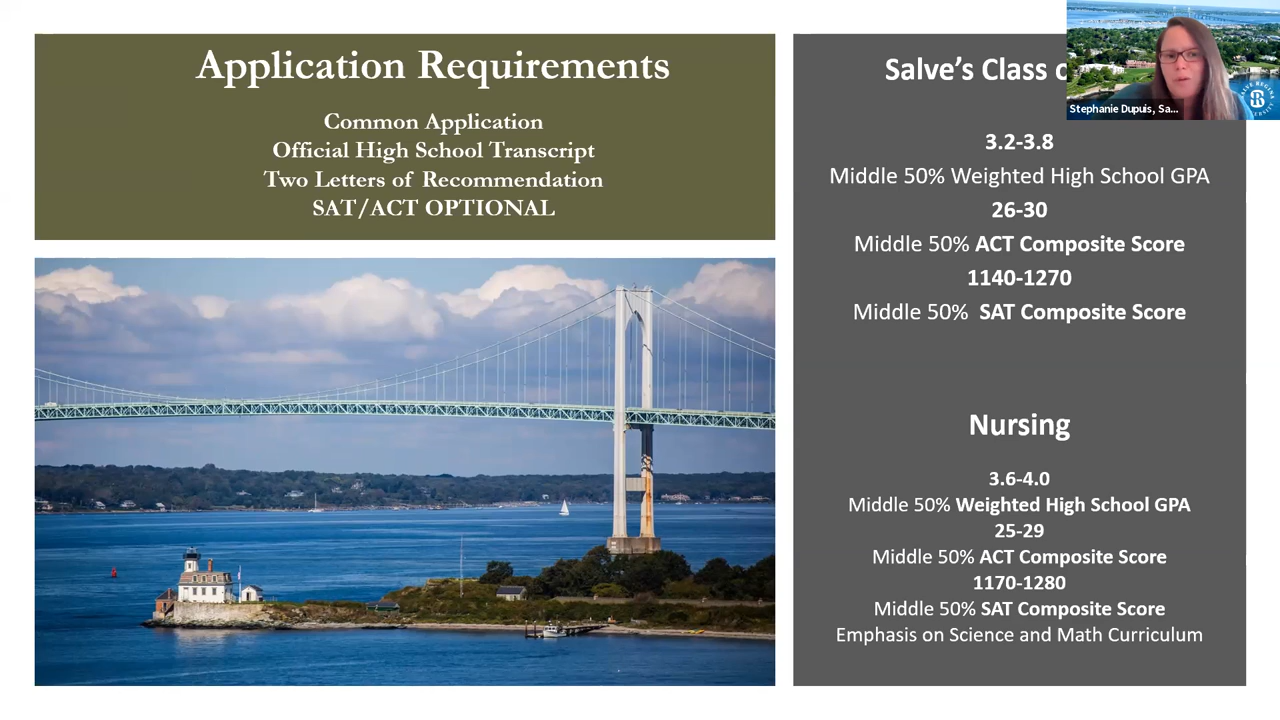 Application Requirements
Common Application
Official High School Transcript
Two Letters of Recommendation
SAT/ACT OPTIONAL
Salve's Class
Stephanie Dupuis, Sa...
3.2-3.8
Middle 50% Weighted High School GPA
26-30
Middle 50% ACT Composite Score
1140-1270
Middle 50% SAT Composite Score
Nursing
3.6-4.0
Middle 50% Weighted High School GPA
25-29
Middle 50% ACT Composite Score
1170-1280
Middle 50% SAT Composite Score
Emphasis on Science and Math Curriculum